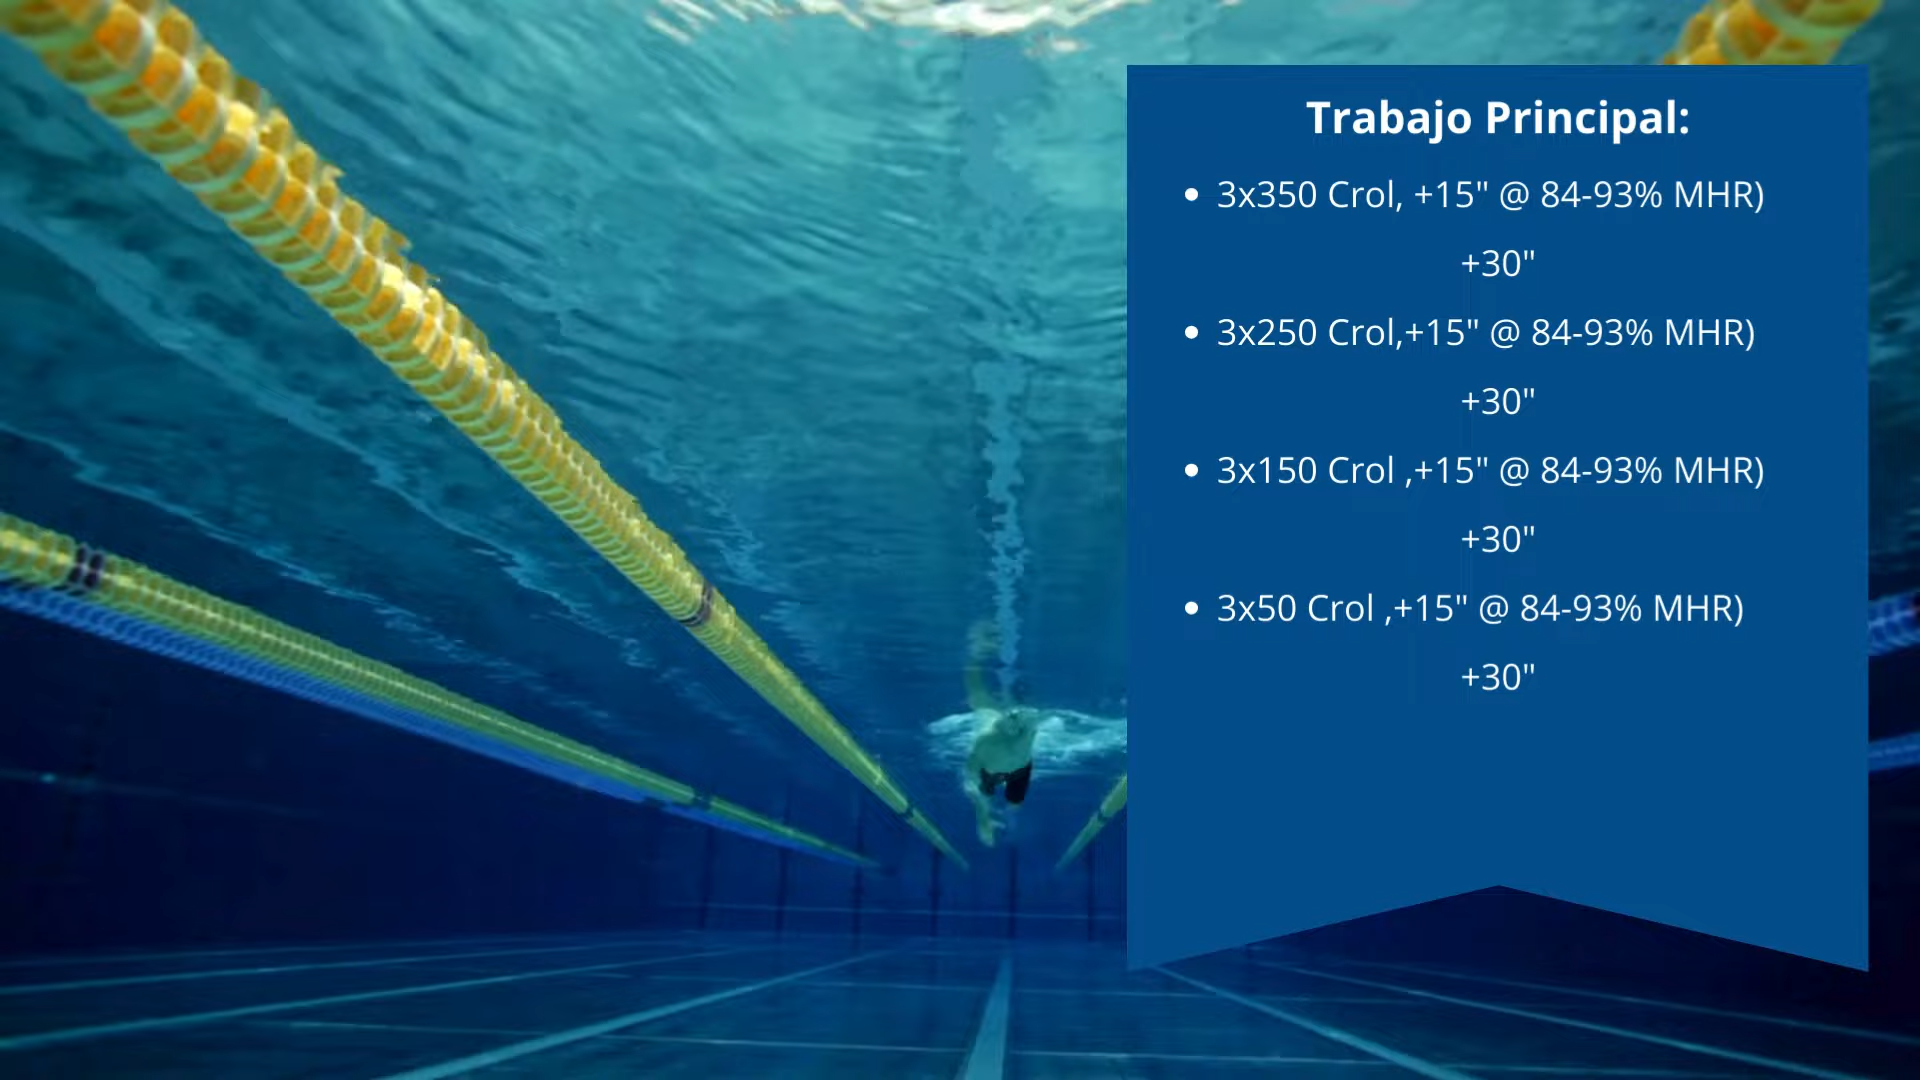 Trabajo Principal:
• 3x350 Crol, +15" @ 84-93% MHR)
+30"
• 3x250 Crol,+15" @ 84-93% MHR)
+30"
• 3x150 Crol ,+15" @ 84-93% MHR)
+30"
• 3x50 Crol ,+15" @ 84-93% MHR)
+30"